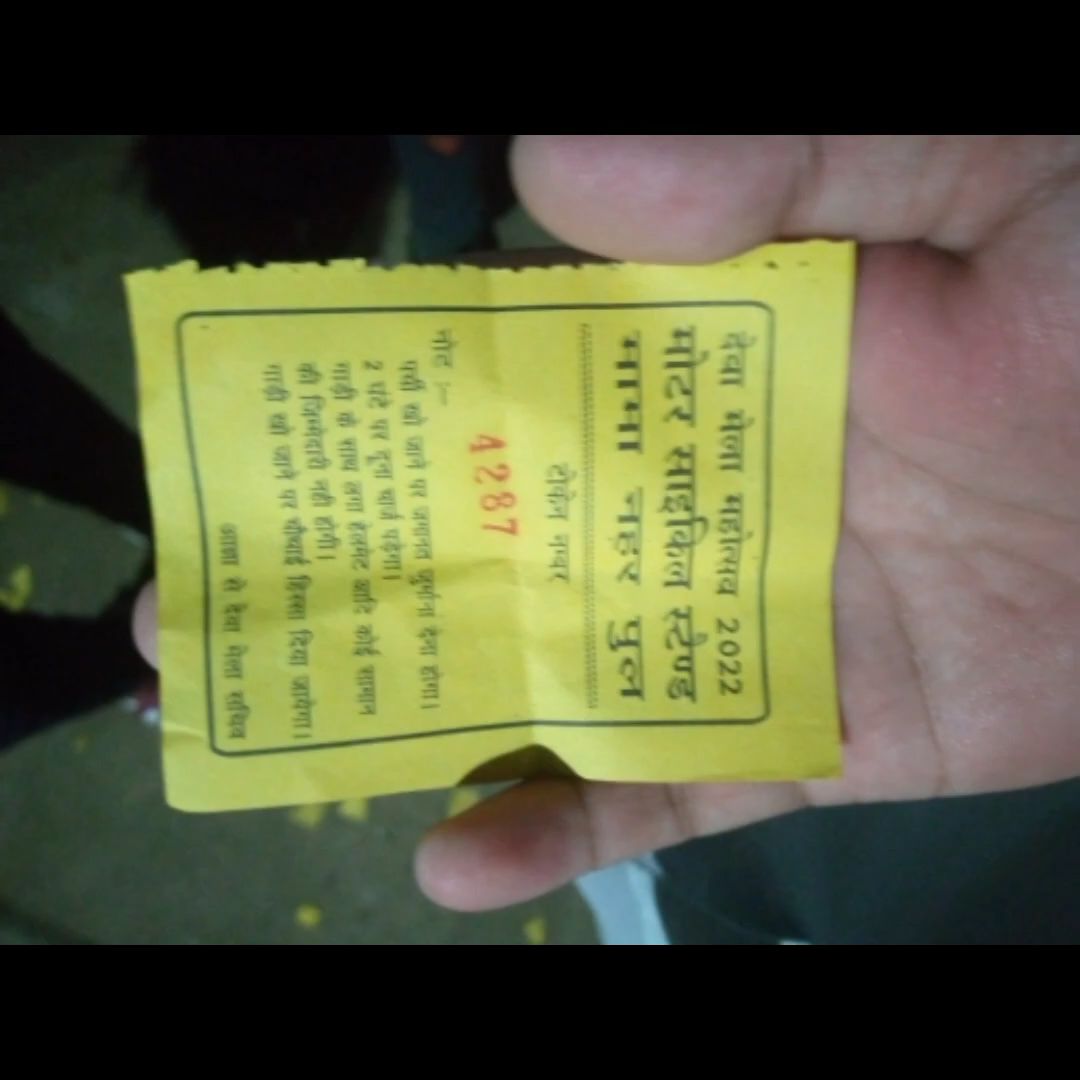 देवा मेला महोत्सव 2022
मोटर साइकिल स्टैण्ड
मामा नहर पुल
टोकेन नम्बर
4287
नोट :–
पर्ची खो जाने पर जमानत जुर्माना देना होगा।
2 घंटे पर दूना चार्ज पड़ेगा।
गाड़ी के साथ लगा हेलमेट आदि कोई सामान
की जिम्मेदारी नही होगी।
गाड़ी खो जाने पर चौथाई हिस्सा दिया जायेगा।
आज्ञा से देवा मेला सचिव